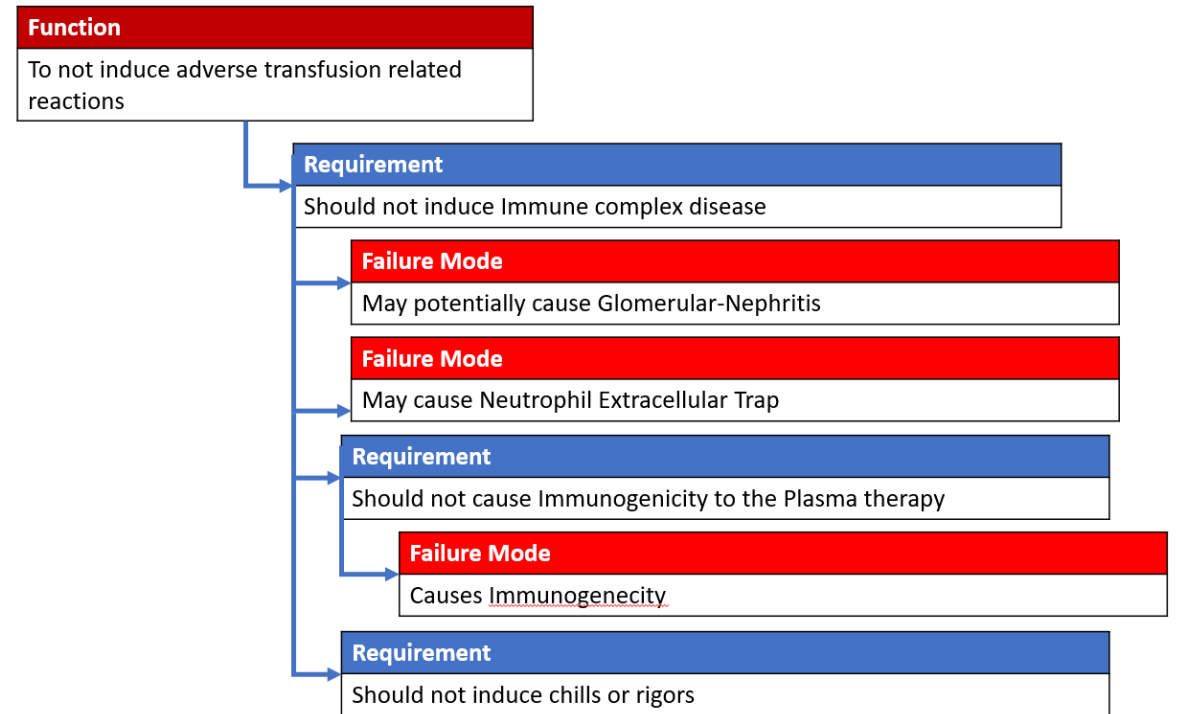 Function
To not induce adverse transfusion related
reactions
Requirement
Should not induce Immune complex disease
Failure Mode
May potentially cause Glomerular-Nephritis
Failure Mode
May cause Neutrophil Extracellular Trap
Requirement
Should not cause Immunogenicity to the Plasma therapy
Failure Mode
Causes Immunogenecity
Requirement
Should not induce chills or rigors